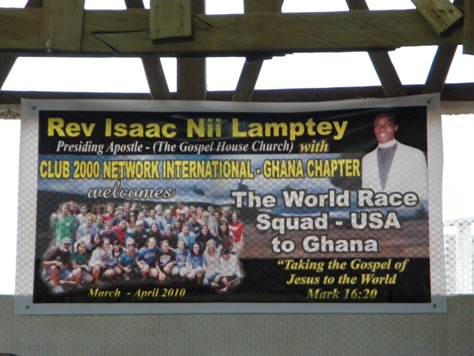 Rev Isaac Nii Lamptey
Presiding Apostle - (The Gospel House Church) with
CLUB 2000 NETWORK INTERNATIONAL - GHANA CHAPTER
welcomes
The World Race
Squad - USA
to Ghana
"Taking the Gospel of
Jesus to the World
Mark 16:20
March - April 2010